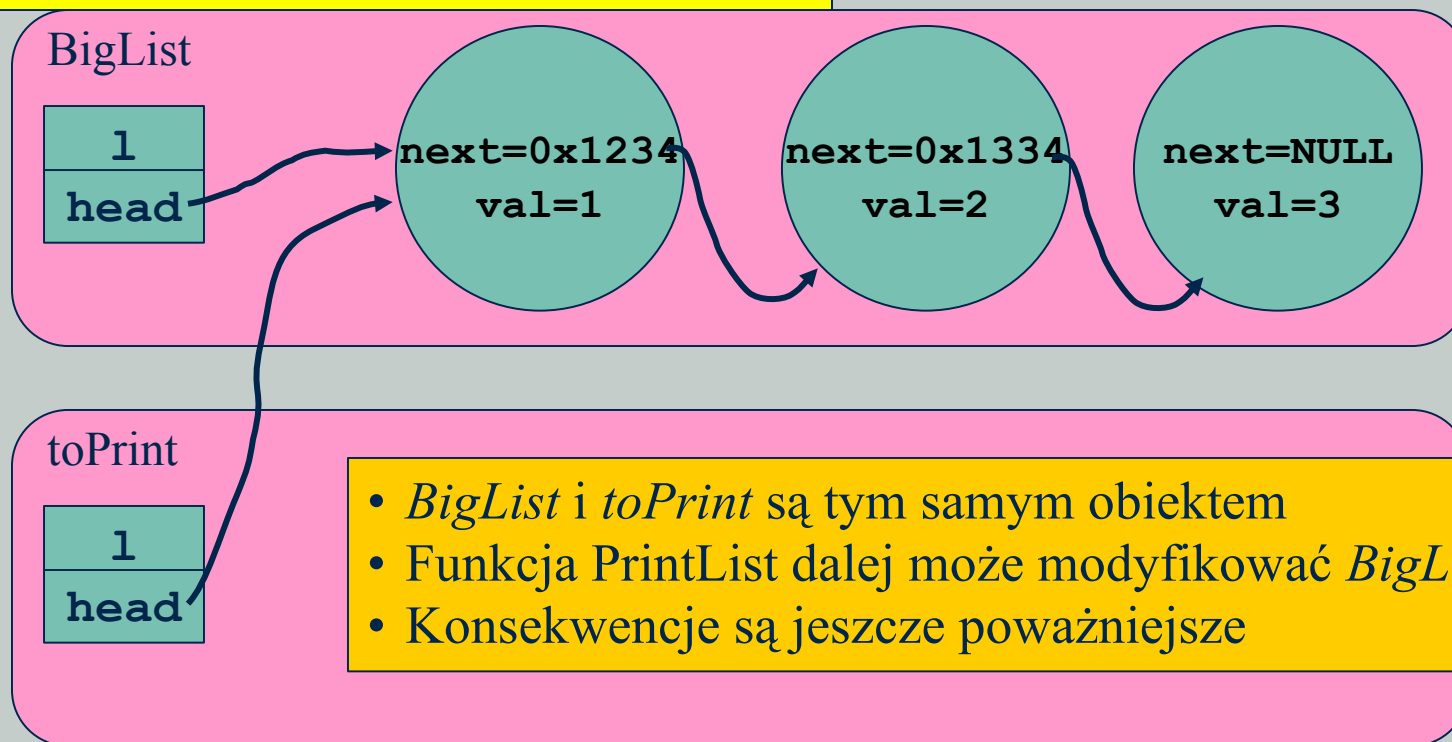 BigList
l
head
next=0x1234
val=1
next=0x1334
val=2
next=NULL
val=3
toPrint
l
head
• BigList i toPrint są tym samym obiektem
• Funkcja PrintList dalej może modyfikować BigL
• Konsekwencje są jeszcze poważniejsze